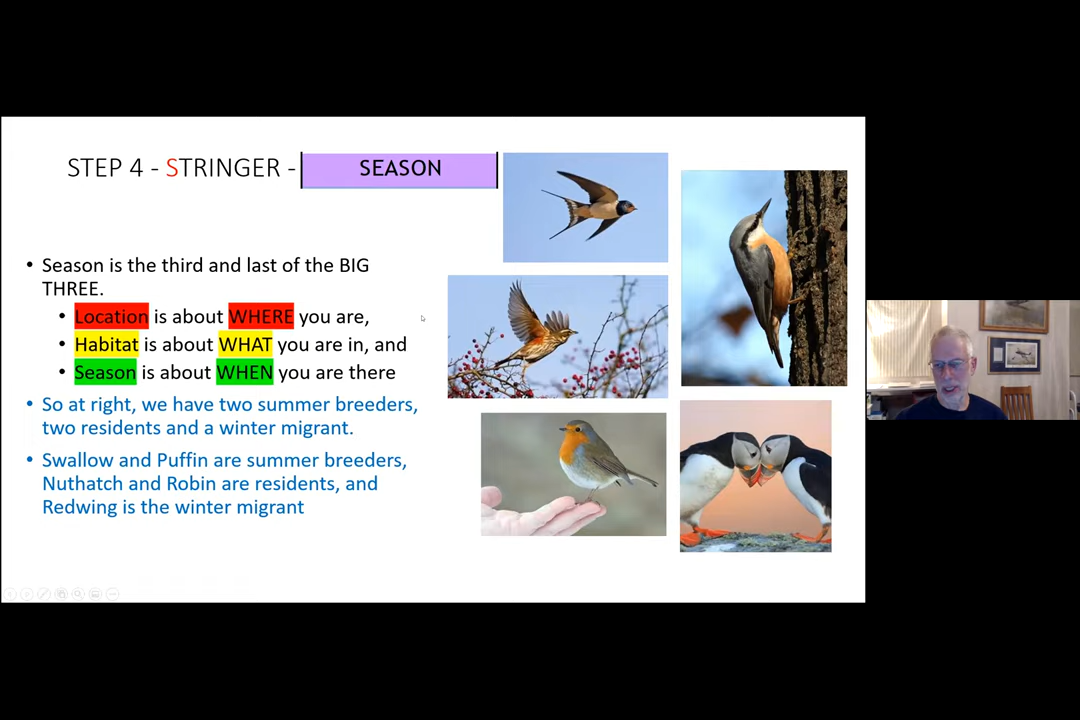 STEP 4 - STRINGER - SEASON
• Season is the third and last of the BIG
THREE.
• Location is about WHERE you are,
• Habitat is about WHAT you are in, and
• Season is about WHEN you are there
• So at right, we have two summer breeders,
two residents and a winter migrant.
• Swallow and Puffin are summer breeders,
Nuthatch and Robin are residents, and
Redwing is the winter migrant